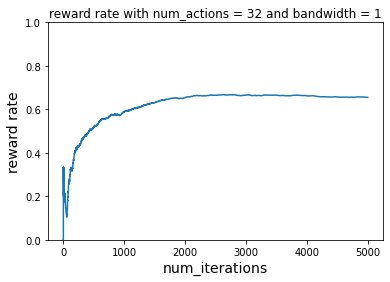 reward rate with num_actions = 32 and bandwidth = 1
1.0
0.8
0.6
0.4
0.2
0.0
reward rate
0 1000 2000 3000 4000 5000
num_iterations